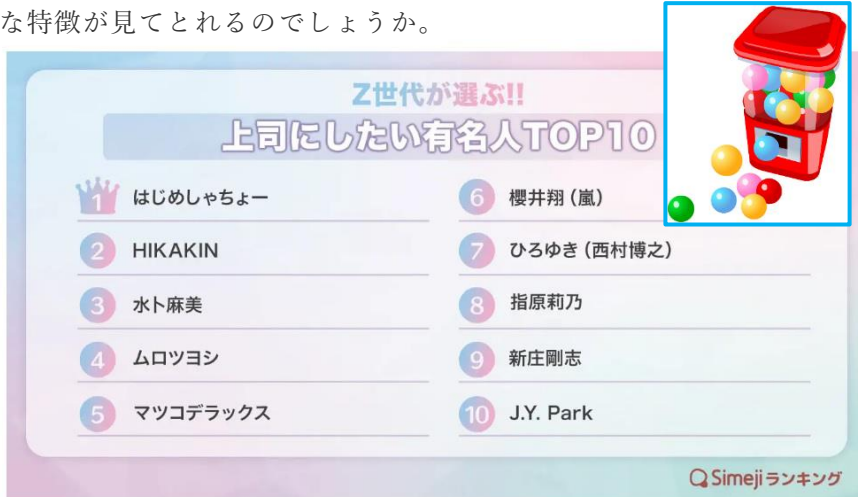 な特徴が見てとれるのでしょうか。
Z世代が選ぶ!!
上司にしたい有名人TOP10
1 はじめしゃちょー
2 HIKAKIN
3 水卜麻美
4 ムロツヨシ
5 マツコデラックス
6 櫻井翔(嵐)
7 ひろゆき(西村博之)
8 指原莉乃
9 新庄剛志
10 J.Y. Park
Simejiランキング